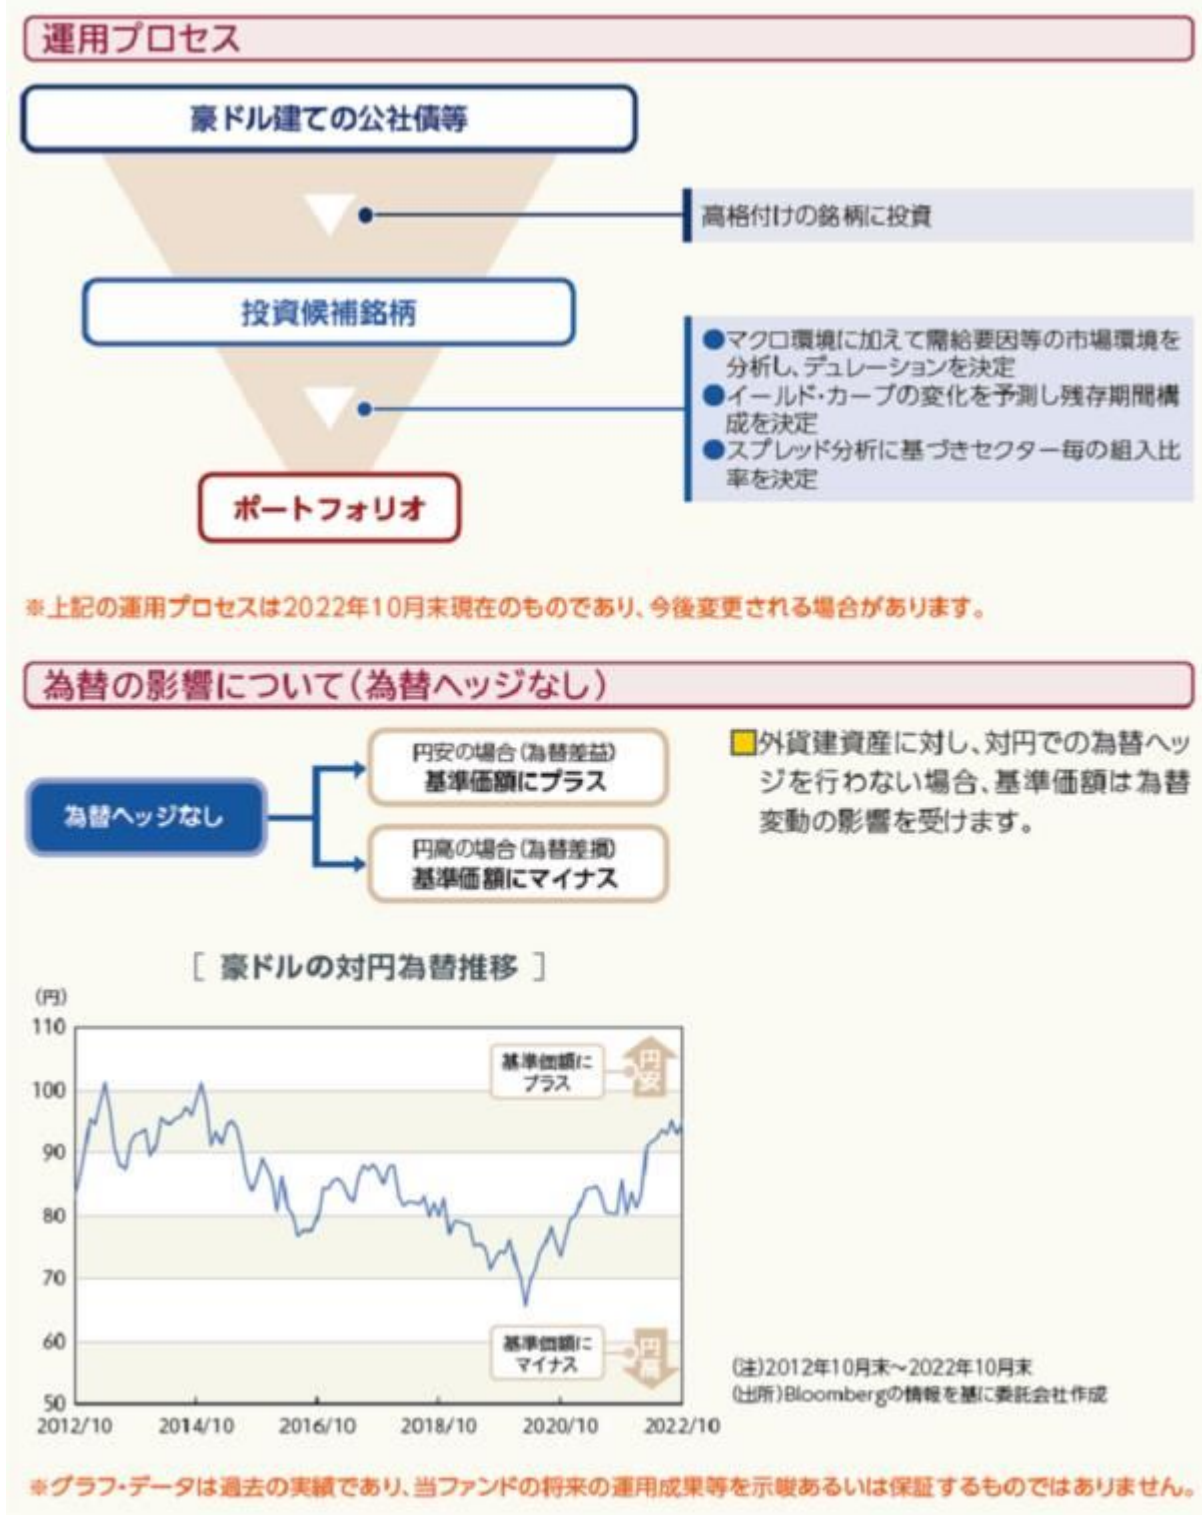 運用プロセス
豪ドル建ての公社債等
高格付けの銘柄に投資
投資候補銘柄
●マクロ環境に加えて需給要因等の市場環境を
分析し、デュレーションを決定
●イールド・カーブの変化を予測し残存期間構
成を決定
●スプレッド分析に基づきセクター毎の組入比
率を決定
ポートフォリオ
※上記の運用プロセスは2022年10月末現在のものであり、今後変更される場合があります。
為替の影響について(為替ヘッジなし)
為替ヘッジなし
円安の場合(為替差益)
基準価額にプラス
円高の場合(為替差損)
基準価額にマイナス
外貨建資産に対し、対円での為替ヘッ
ジを行わない場合、基準価額は為替
変動の影響を受けます。
[ 豪ドルの対円為替推移 ]
(円)
110
100
90
80
70
60
50
基準価額に
プラス
円安
基準価額に
マイナス
円高
2012/10 2014/10 2016/10 2018/10 2020/10 2022/10
(注)2012年10月末~2022年10月末
(出所)Bloombergの情報を基に委託会社作成
※グラフ・データは過去の実績であり、当ファンドの将来の運用成果等を示唆あるいは保証するものではありません。